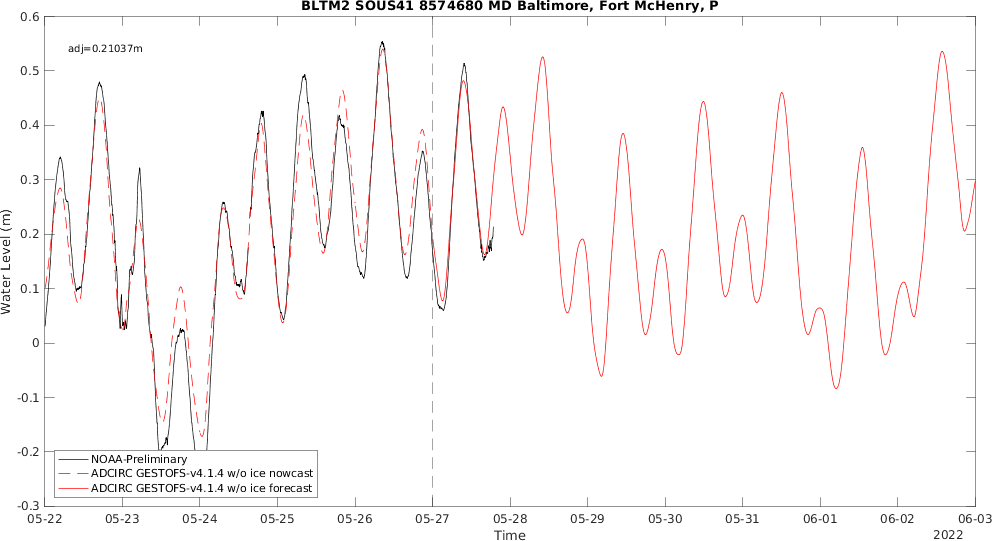 BLTM2 SOUS41 8574680 MD Baltimore, Fort McHenry, P
0.6
adj=0.21037m
0.5
0.4
0.3
0.2
0.1
0
-0.1
-0.2
-0.3
Water Level (m)
NOAA-Preliminary
ADCIRC GESTOFS-v4.1.4 w/o ice nowcast
ADCIRC GESTOFS-v4.1.4 w/o ice forecast
05-22 05-23 05-24 05-25 05-26 05-27 05-28 05-29 05-30 05-31 06-01 06-02 06-03
Time
2022